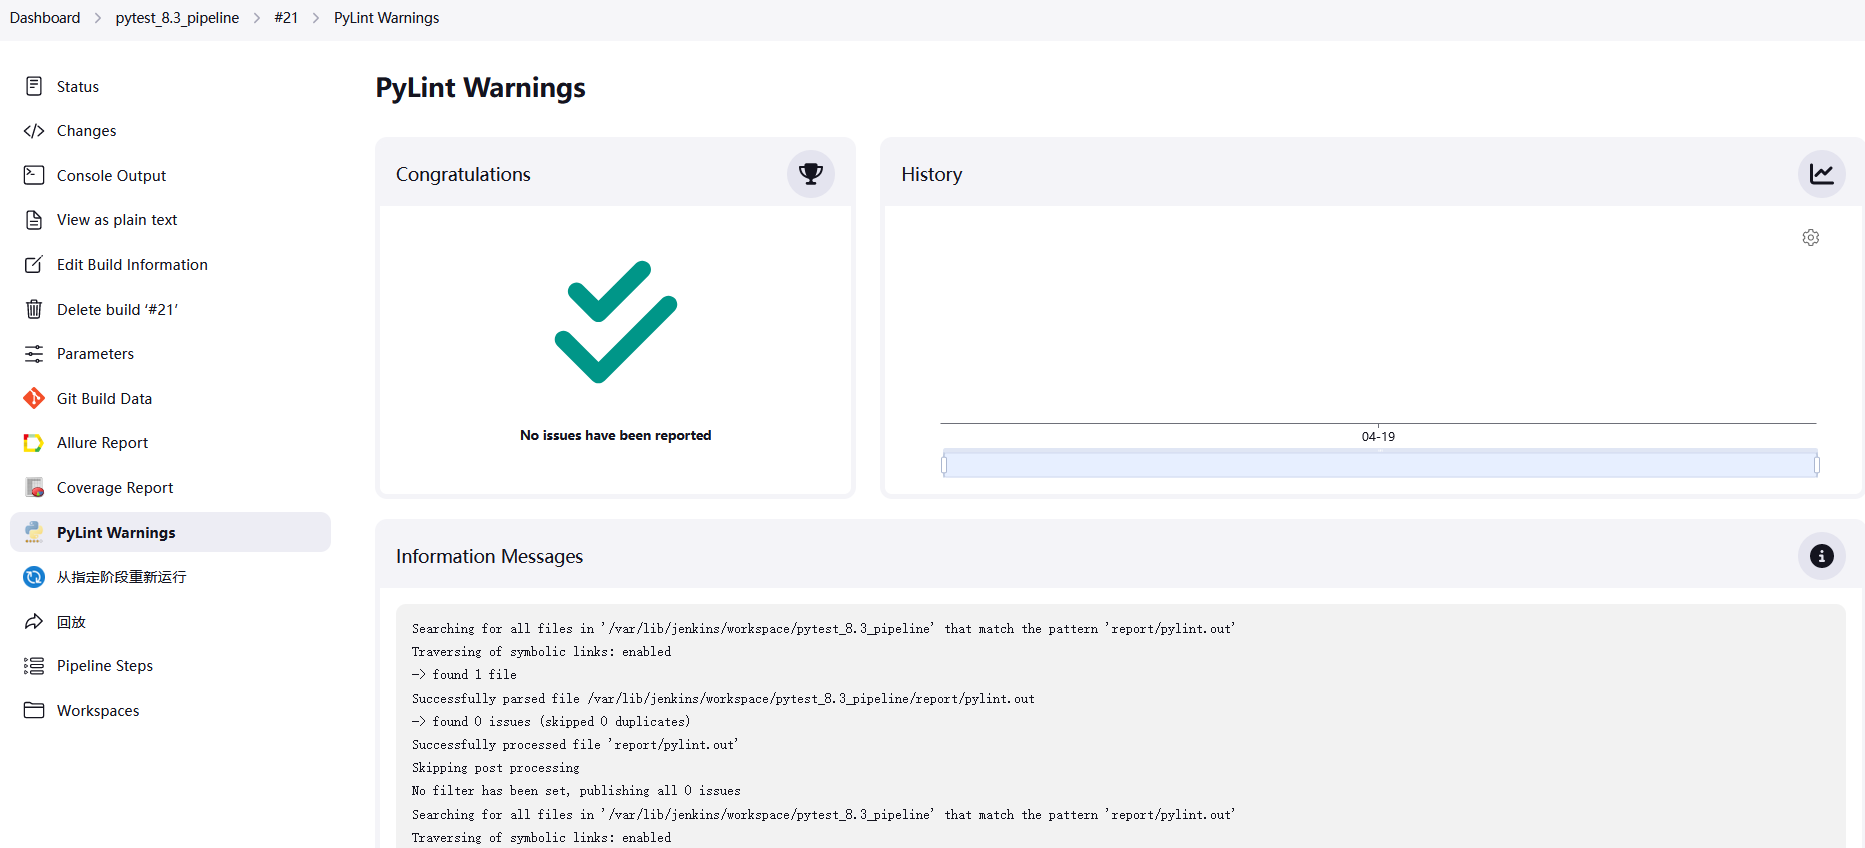 Dashboard > pytest_8.3_pipeline > #21 > PyLint Warnings
Status
Changes
Console Output
View as plain text
Edit Build Information
Delete build ‘#21’
Parameters
Git Build Data
Allure Report
Coverage Report
PyLint Warnings
从指定阶段重新运行
回放
Pipeline Steps
Workspaces
PyLint Warnings
Congratulations
No issues have been reported
History
04-19
Information Messages
Searching for all files in '/var/lib/jenkins/workspace/pytest_8.3_pipeline' that match the pattern 'report/pylint.out'
Traversing of symbolic links: enabled
-> found 1 file
Successfully parsed file /var/lib/jenkins/workspace/pytest_8.3_pipeline/report/pylint.out
-> found 0 issues (skipped 0 duplicates)
Successfully processed file 'report/pylint.out'
Skipping post processing
No filter has been set, publishing all 0 issues
Searching for all files in '/var/lib/jenkins/workspace/pytest_8.3_pipeline' that match the pattern 'report/pylint.out'
Traversing of symbolic links: enabled